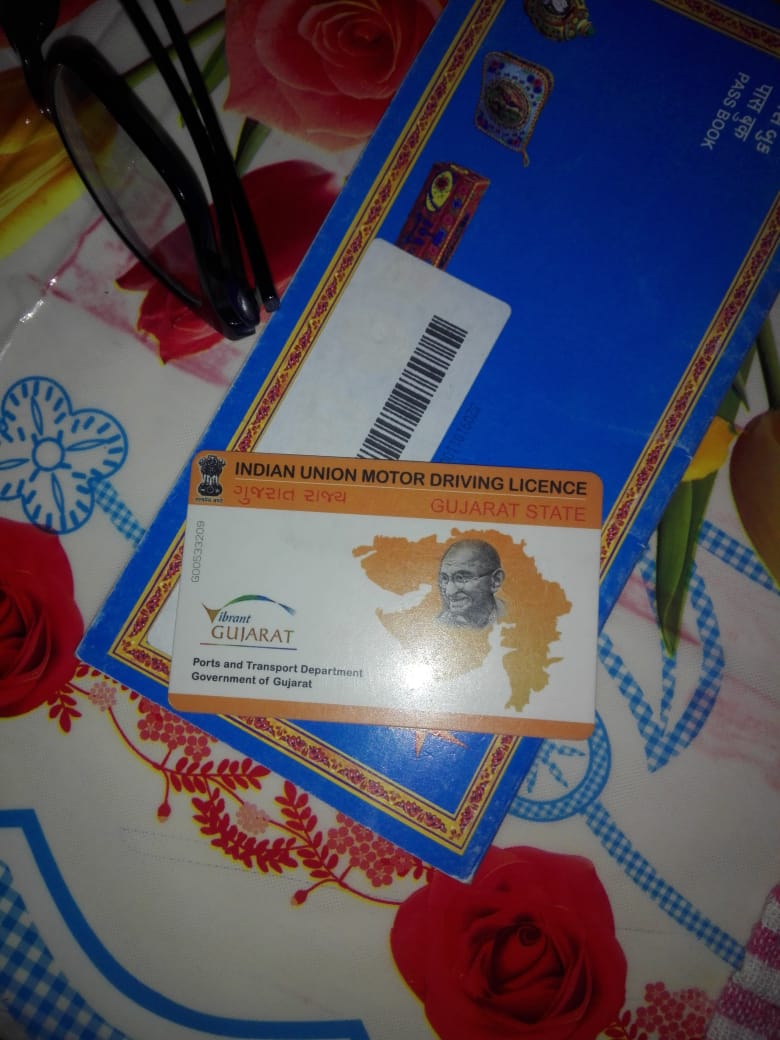 पास बुक
PASS BOOK
INDIAN UNION MOTOR DRIVING LICENCE
ગુજરાત રાજ્ય
GUJARAT STATE
G00533209
Vibrant
GUJARAT
Ports and Transport Department
Government of Gujarat